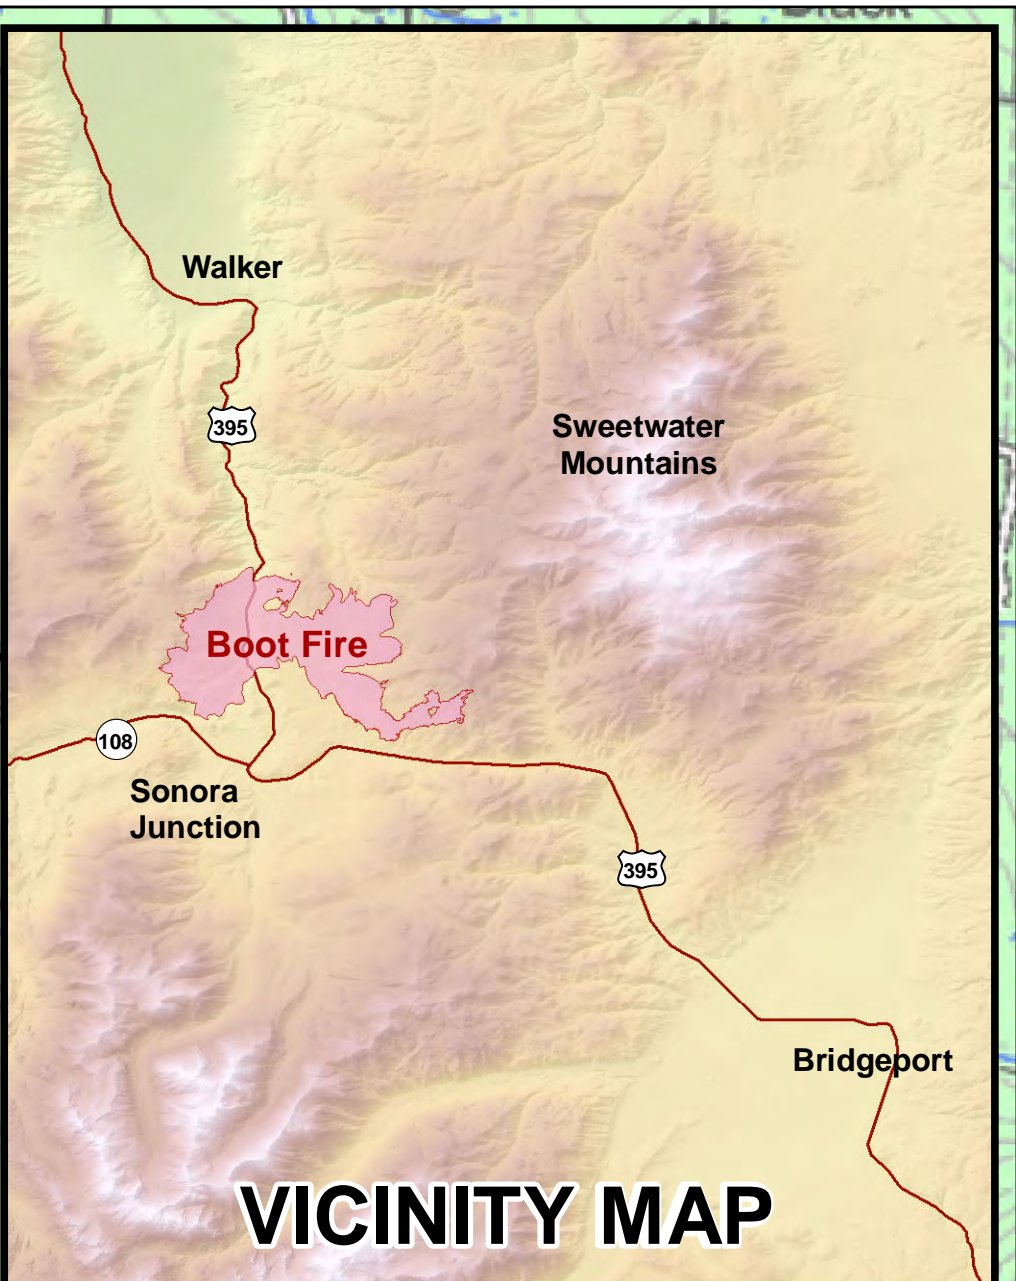 Walker
395
Sweetwater
Mountains
Boot Fire
108
Sonora
Junction
395
Bridgeport
VICINITY MAP